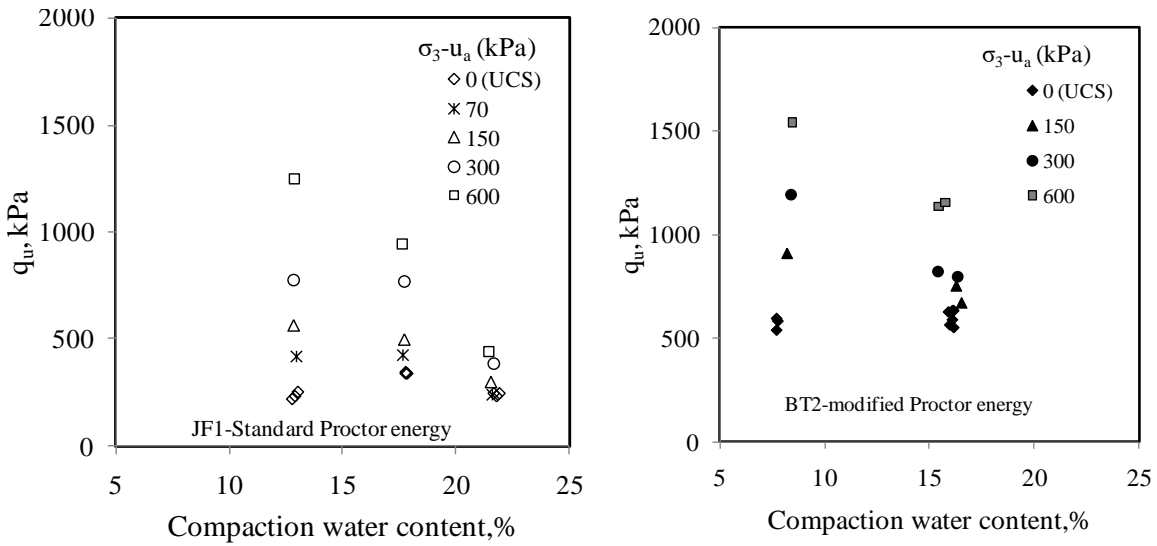 2000
1500
1000
500
0
qu, kPa
σ3-ua (kPa)
0 (UCS)
70
150
300
600
JF1-Standard Proctor energy
5 10 15 20 25
Compaction water content,%
2000
1500
1000
500
0
qu, kPa
σ3-ua (kPa)
0 (UCS)
150
300
600
BT2-modified Proctor energy
5 10 15 20 25
Compaction water content,%